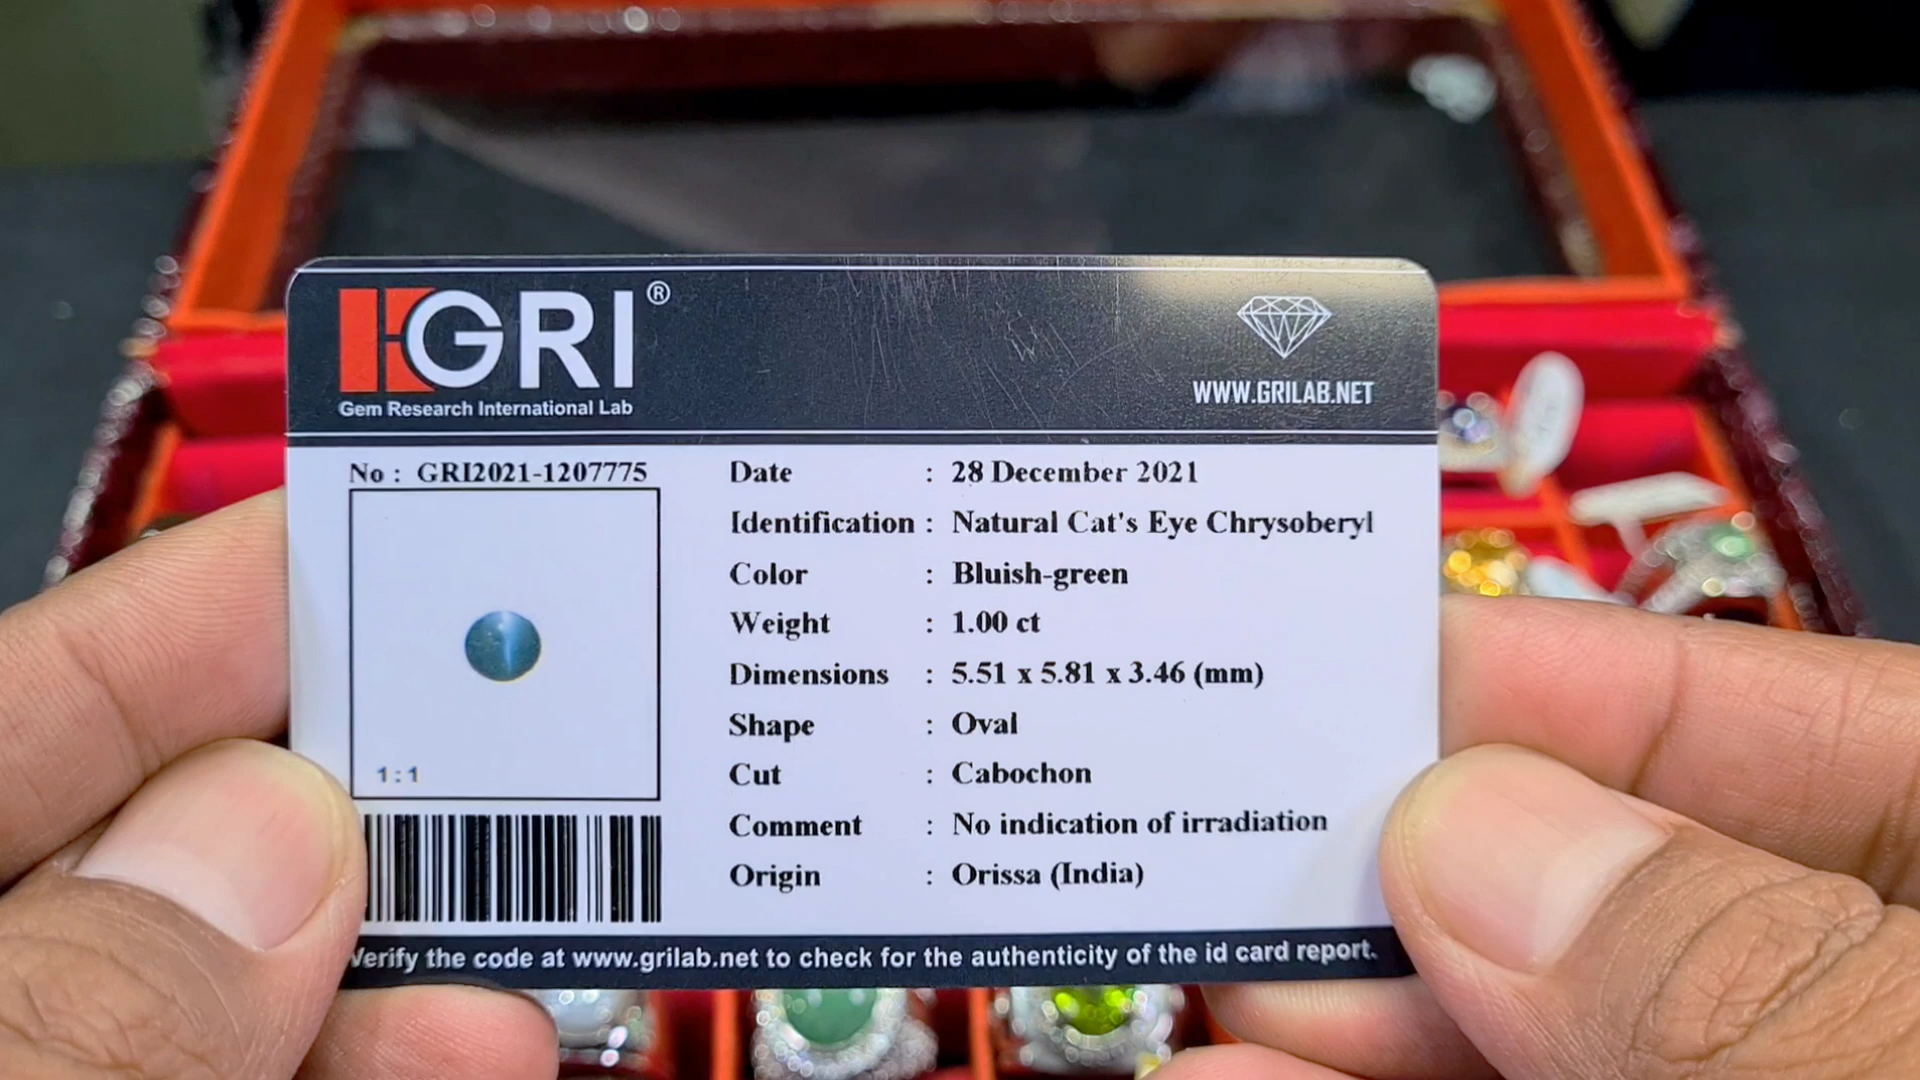 GRI®
Gem Research International Lab
WWW.GRILAB.NET
No : GRI2021-1207775
1:1
Date : 28 December 2021
Identification : Natural Cat's Eye Chrysoberyl
Color : Bluish-green
Weight : 1.00 ct
Dimensions : 5.51 x 5.81 x 3.46 (mm)
Shape : Oval
Cut : Cabochon
Comment : No indication of irradiation
Origin : Orissa (India)
Verify the code at www.grilab.net to check for the authenticity of the id card report.